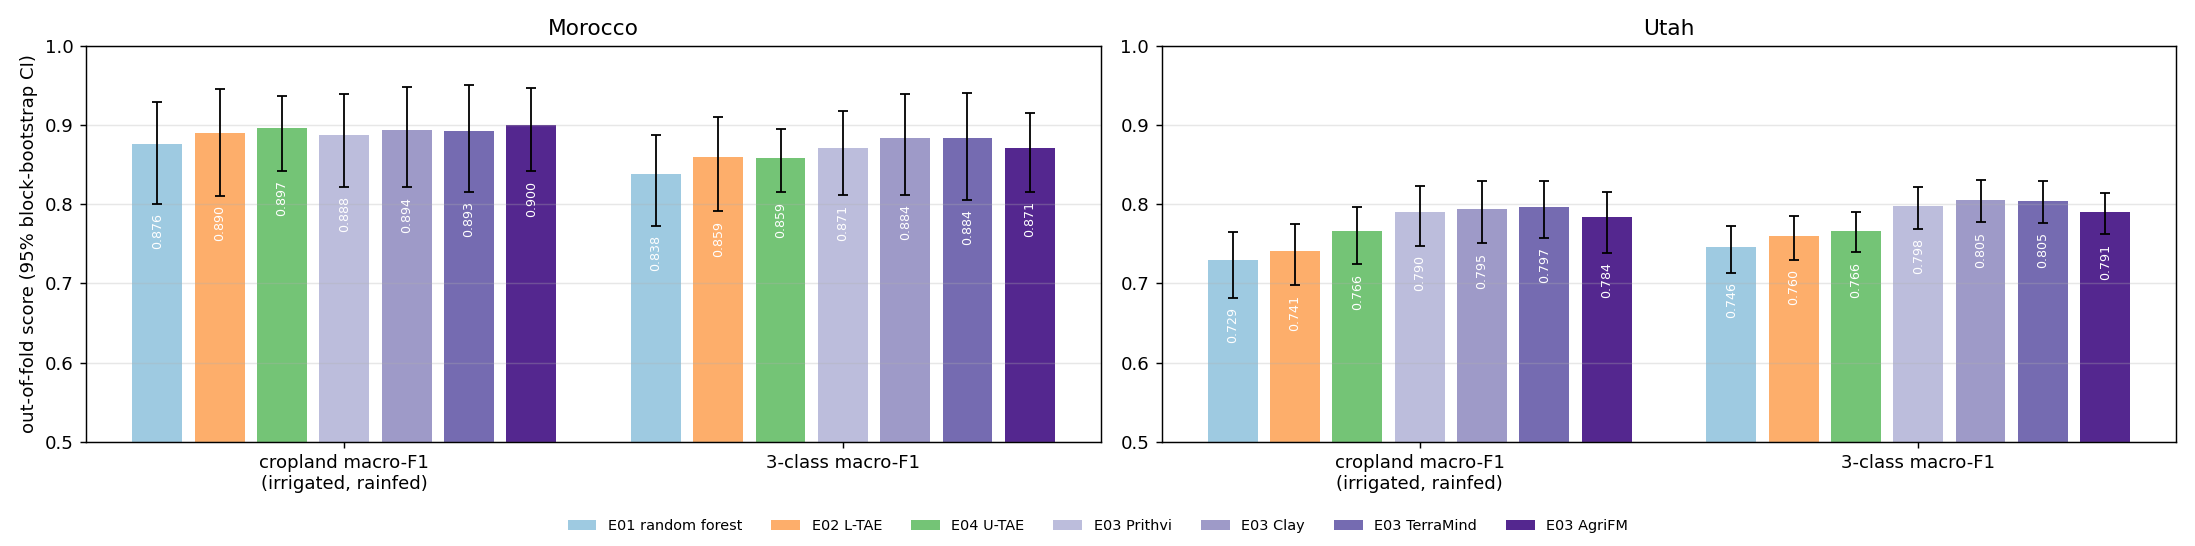 Morocco
out-of-fold score (95% block-bootstrap CI)
1.0
0.9
0.8
0.7
0.6
0.5
0.876
0.890
0.897
0.888
0.894
0.893
0.900
0.838
0.859
0.859
0.871
0.884
0.884
0.871
cropland macro-F1
(irrigated, rainfed)
3-class macro-F1
Utah
1.0
0.9
0.8
0.7
0.6
0.5
0.729
0.741
0.766
0.790
0.795
0.797
0.784
0.746
0.760
0.766
0.798
0.805
0.805
0.791
cropland macro-F1
(irrigated, rainfed)
3-class macro-F1
E01 random forest
E02 L-TAE
E04 U-TAE
E03 Prithvi
E03 Clay
E03 TerraMind
E03 AgriFM